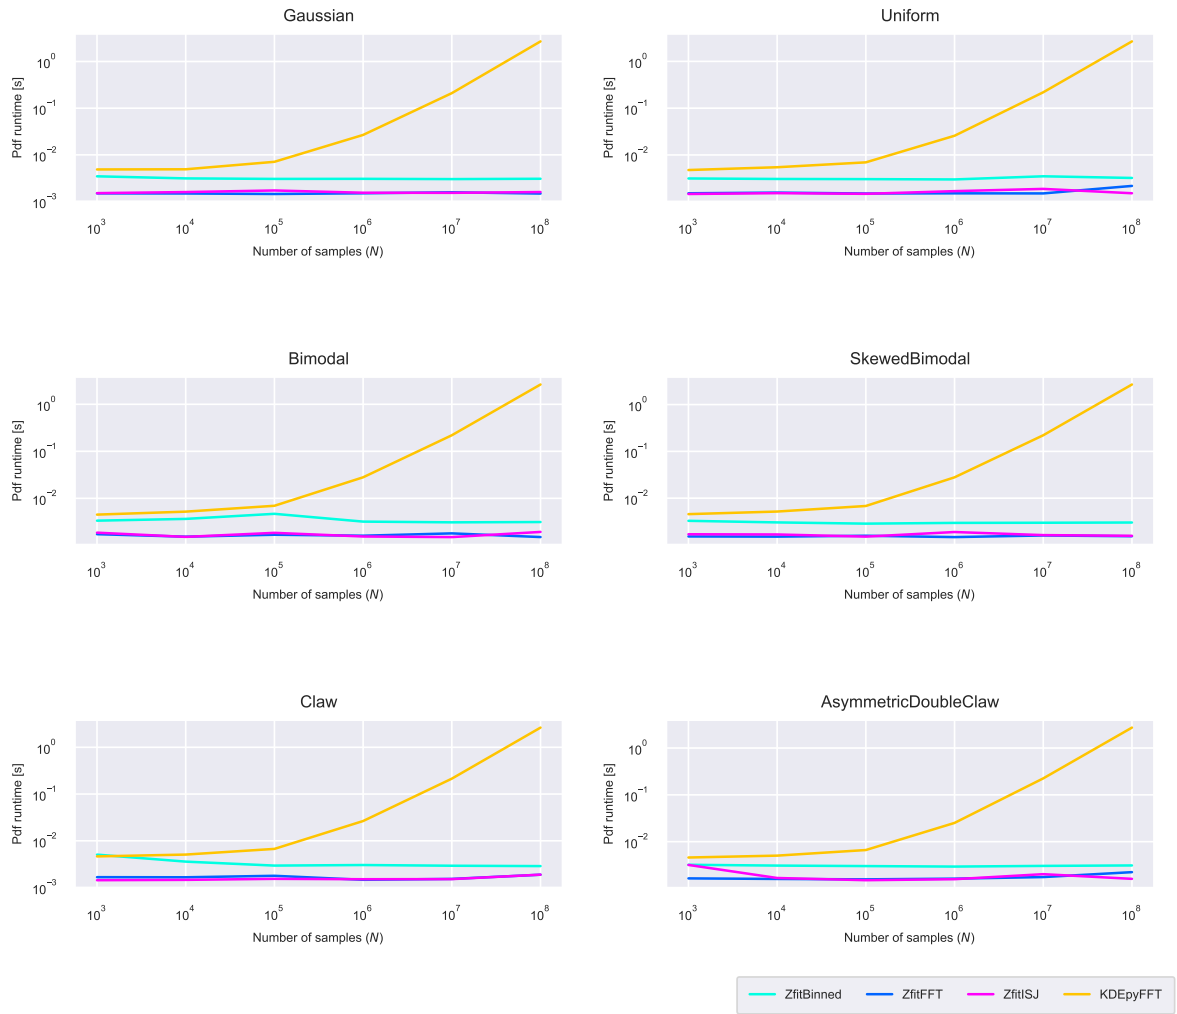 Gaussian
Pdf runtime [s]
10^0
10^−1
10^−2
10^−3
10^3 10^4 10^5 10^6 10^7 10^8
Number of samples (N)
Uniform
Pdf runtime [s]
10^0
10^−1
10^−2
10^3 10^4 10^5 10^6 10^7 10^8
Number of samples (N)
Bimodal
Pdf runtime [s]
10^0
10^−1
10^−2
10^3 10^4 10^5 10^6 10^7 10^8
Number of samples (N)
SkewedBimodal
Pdf runtime [s]
10^0
10^−1
10^−2
10^3 10^4 10^5 10^6 10^7 10^8
Number of samples (N)
Claw
Pdf runtime [s]
10^0
10^−1
10^−2
10^−3
10^3 10^4 10^5 10^6 10^7 10^8
Number of samples (N)
AsymmetricDoubleClaw
Pdf runtime [s]
10^0
10^−1
10^−2
10^3 10^4 10^5 10^6 10^7 10^8
Number of samples (N)
ZfitBinned ZfitFFT ZfitISJ KDEpyFFT